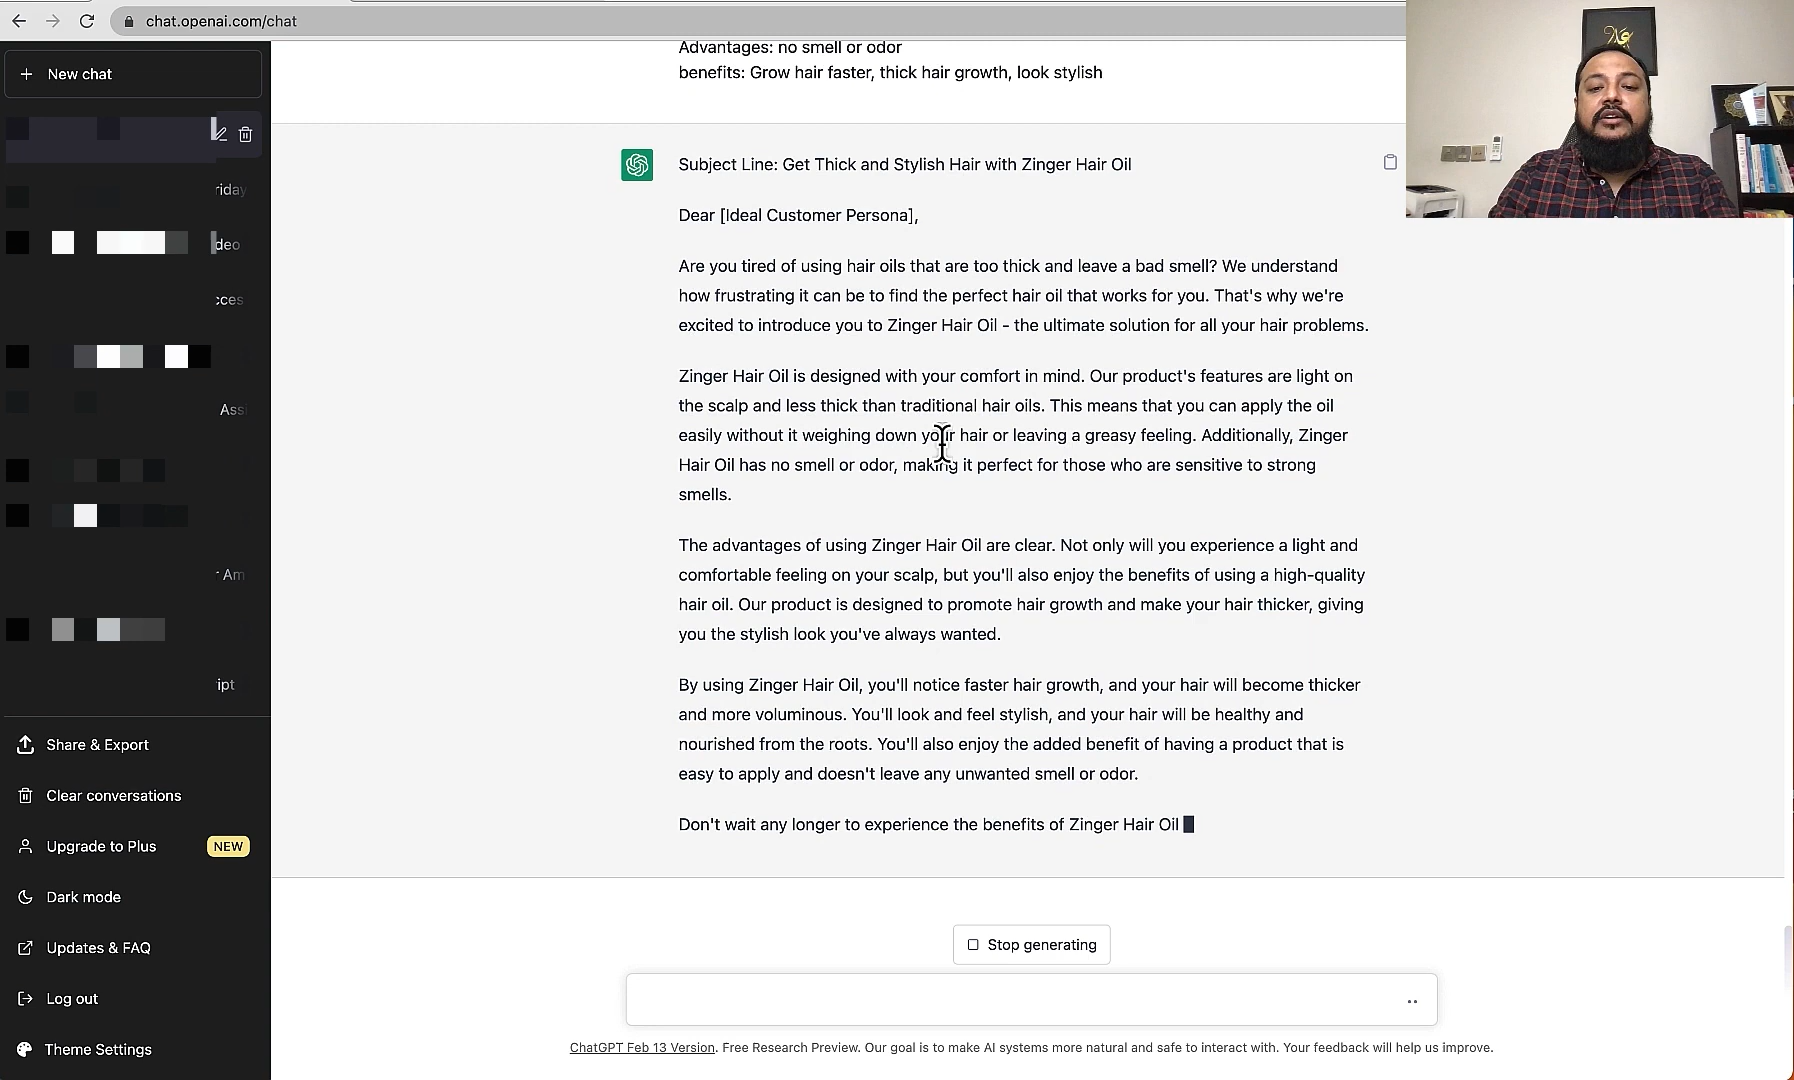 chat.openai.com/chat
New chat
riday
deo
cces
Assi
r Am
ript
Share & Export
Clear conversations
Upgrade to Plus NEW
Dark mode
Updates & FAQ
Log out
Theme Settings
Advantages: no smell or odor
benefits: Grow hair faster, thick hair growth, look stylish
Subject Line: Get Thick and Stylish Hair with Zinger Hair Oil
Dear [Ideal Customer Persona],
Are you tired of using hair oils that are too thick and leave a bad smell? We understand
how frustrating it can be to find the perfect hair oil that works for you. That's why we're
excited to introduce you to Zinger Hair Oil - the ultimate solution for all your hair problems.
Zinger Hair Oil is designed with your comfort in mind. Our product's features are light on
the scalp and less thick than traditional hair oils. This means that you can apply the oil
easily without it weighing down your hair or leaving a greasy feeling. Additionally, Zinger
Hair Oil has no smell or odor, making it perfect for those who are sensitive to strong
smells.
The advantages of using Zinger Hair Oil are clear. Not only will you experience a light and
comfortable feeling on your scalp, but you'll also enjoy the benefits of using a high-quality
hair oil. Our product is designed to promote hair growth and make your hair thicker, giving
you the stylish look you've always wanted.
By using Zinger Hair Oil, you'll notice faster hair growth, and your hair will become thicker
and more voluminous. You'll look and feel stylish, and your hair will be healthy and
nourished from the roots. You'll also enjoy the added benefit of having a product that is
easy to apply and doesn't leave any unwanted smell or odor.
Don't wait any longer to experience the benefits of Zinger Hair Oil
Stop generating
ChatGPT Feb 13 Version. Free Research Preview. Our goal is to make AI systems more natural and safe to interact with. Your feedback will help us improve.